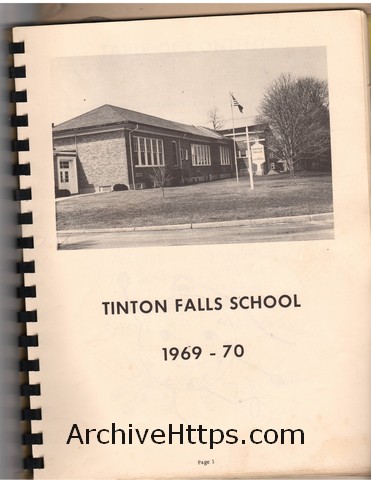 TINTON FALLS SCHOOL
1969 - 70
ArchiveHttps.com
Page 1